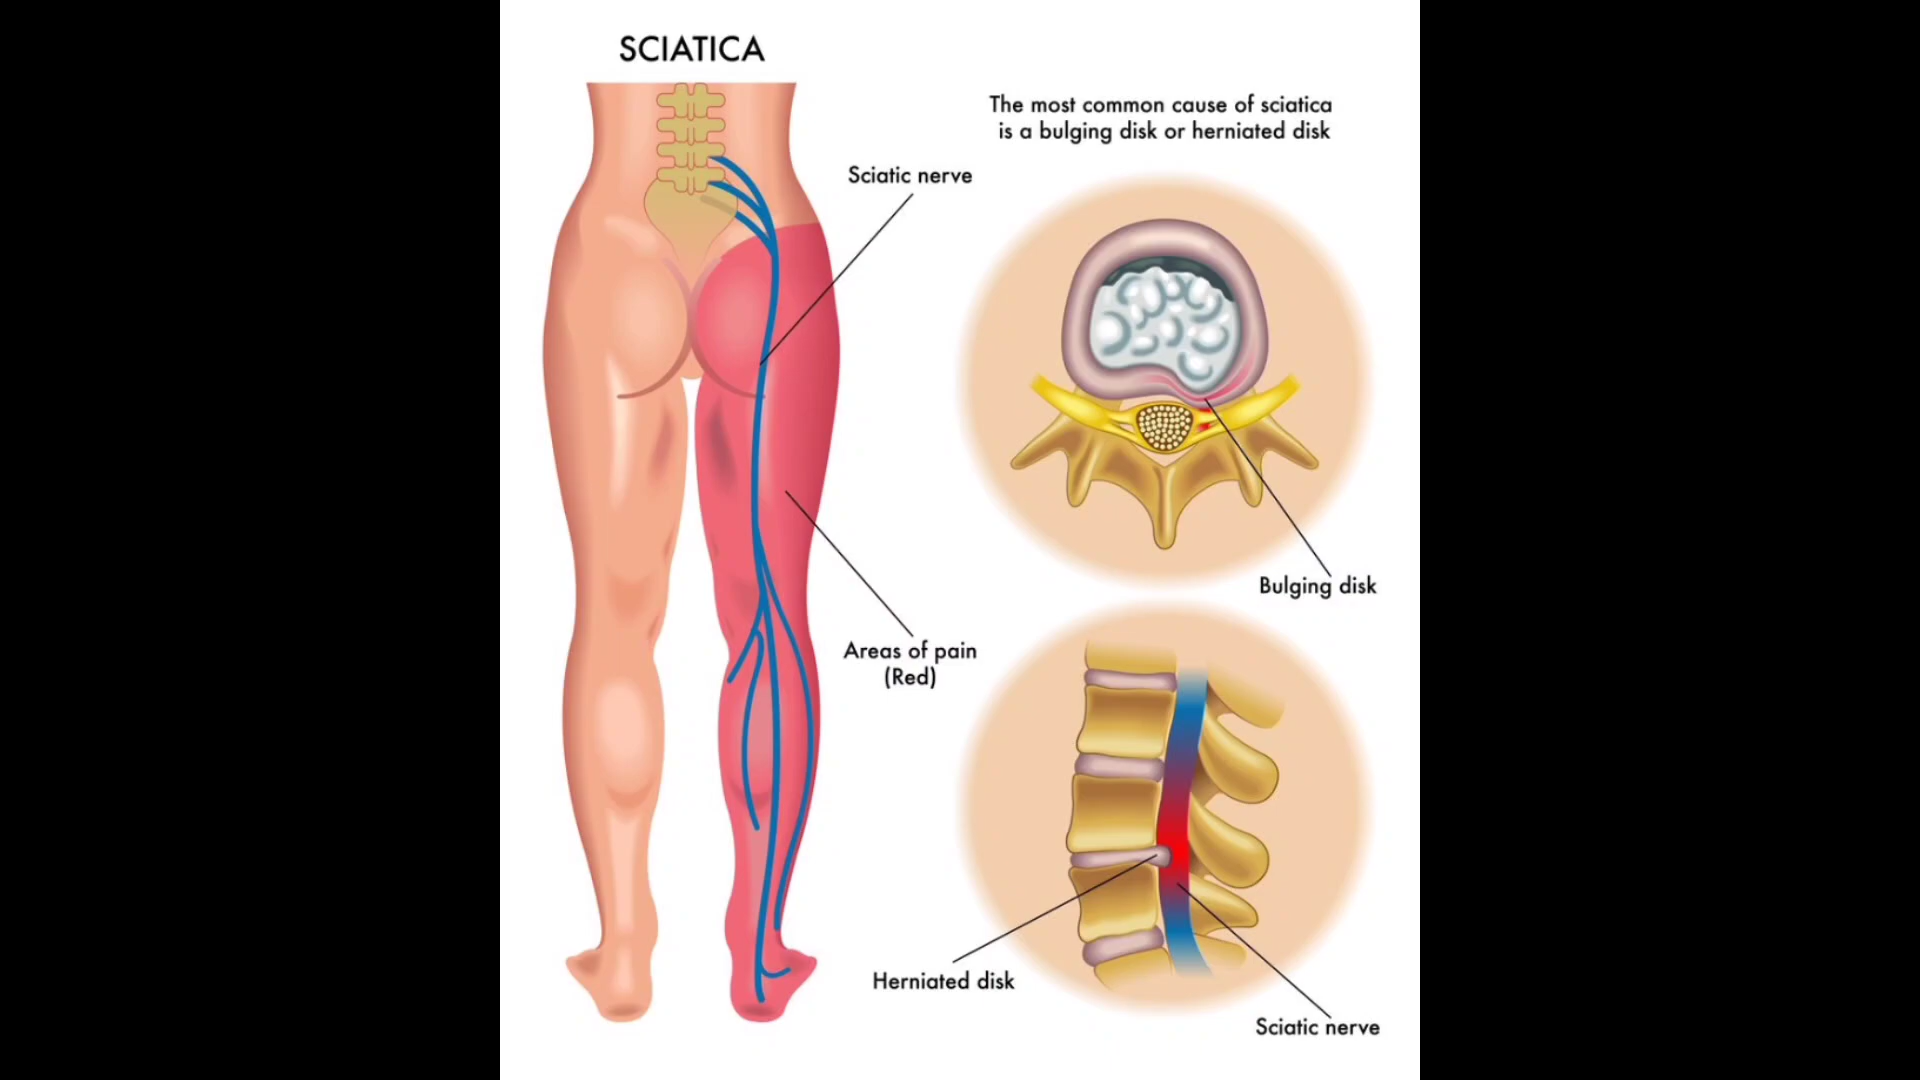 SCIATICA
The most common cause of sciatica
is a bulging disk or herniated disk
Sciatic nerve
Bulging disk
Areas of pain
(Red)
Herniated disk
Sciatic nerve